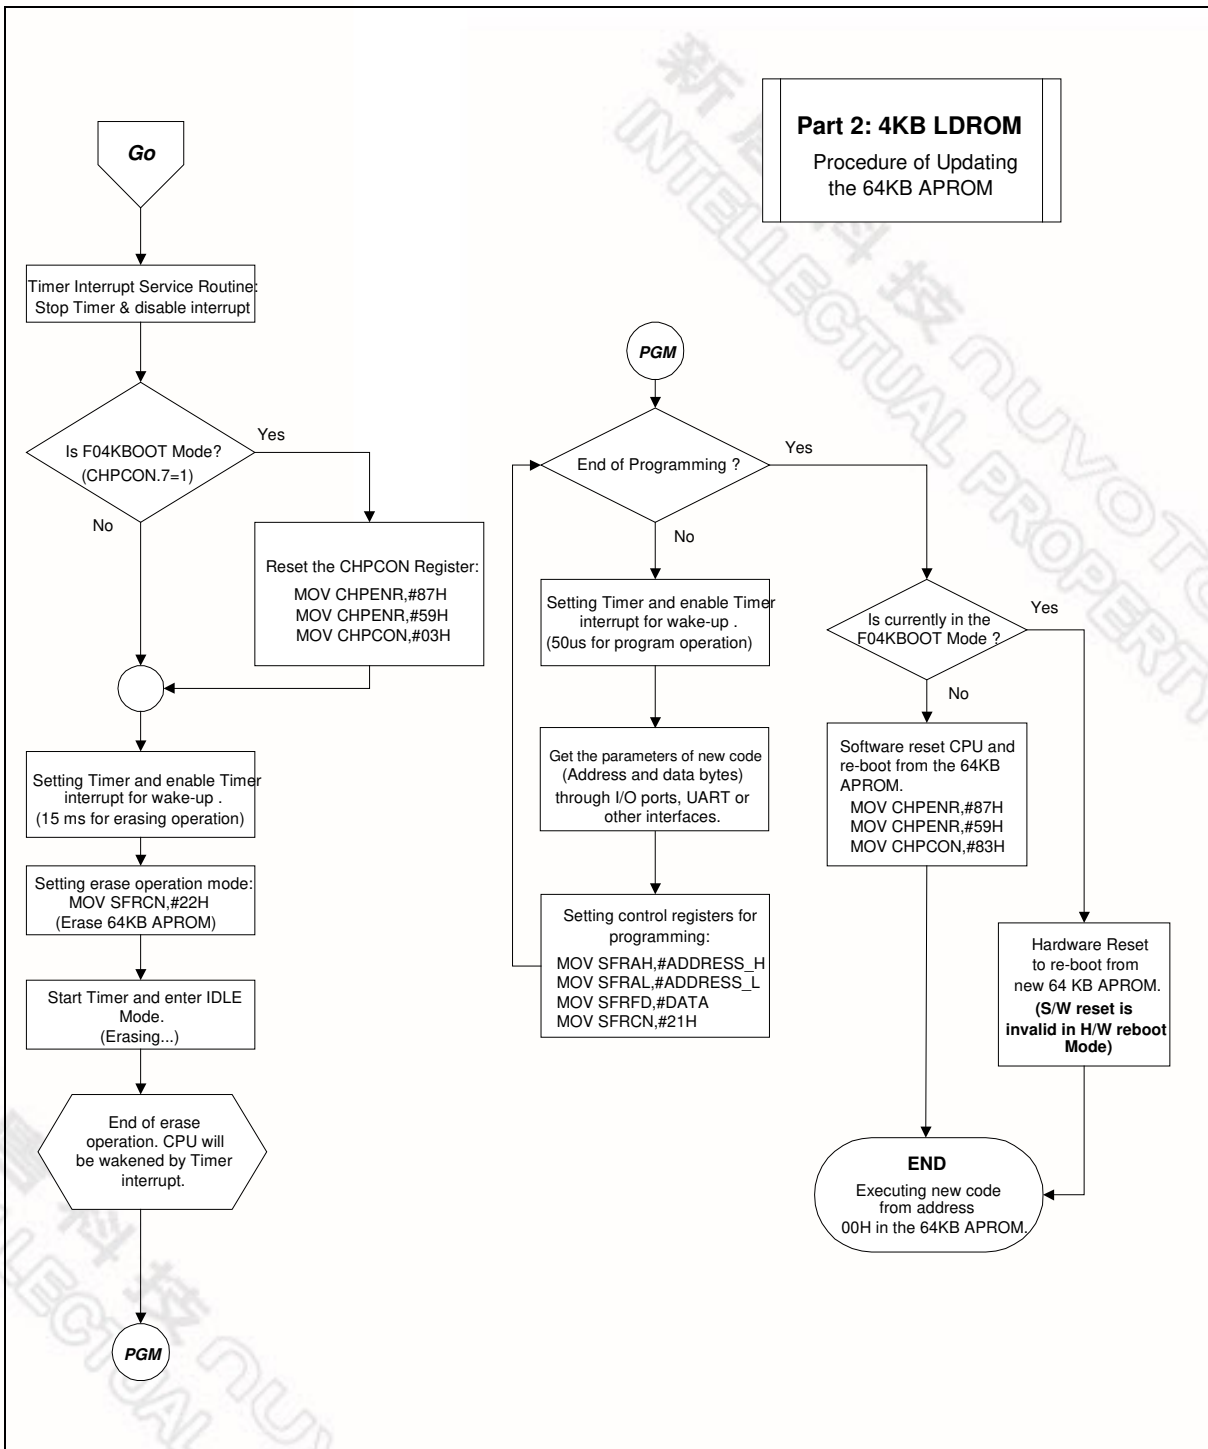 Part 2: 4KB LDROM
Procedure of Updating
the 64KB APROM
Go
Timer Interrupt Service Routine:
Stop Timer & disable interrupt
Is F04KBOOT Mode?
(CHPCON.7=1)
Yes
No
Reset the CHPCON Register:
MOV CHPENR,#87H
MOV CHPENR,#59H
MOV CHPCON,#03H
Setting Timer and enable Timer
interrupt for wake-up .
(15 ms for erasing operation)
Setting erase operation mode:
MOV SFRCN,#22H
(Erase 64KB APROM)
Start Timer and enter IDLE
Mode.
(Erasing...)
End of erase
operation. CPU will
be wakened by Timer
interrupt.
PGM
PGM
End of Programming ?
Yes
No
Setting Timer and enable Timer
interrupt for wake-up .
(50us for program operation)
Get the parameters of new code
(Address and data bytes)
through I/O ports, UART or
other interfaces.
Setting control registers for
programming:
MOV SFRAH,#ADDRESS_H
MOV SFRAL,#ADDRESS_L
MOV SFRFD,#DATA
MOV SFRCN,#21H
Is currently in the
F04KBOOT Mode ?
Yes
No
Software reset CPU and
re-boot from the 64KB
APROM.
MOV CHPENR,#87H
MOV CHPENR,#59H
MOV CHPCON,#83H
Hardware Reset
to re-boot from
new 64 KB APROM.
(S/W reset is
invalid in H/W reboot
Mode)
END
Executing new code
from address
00H in the 64KB APROM.
INTELLECTUAL PROPERTY
科技 nuvoTo
科技 nuv